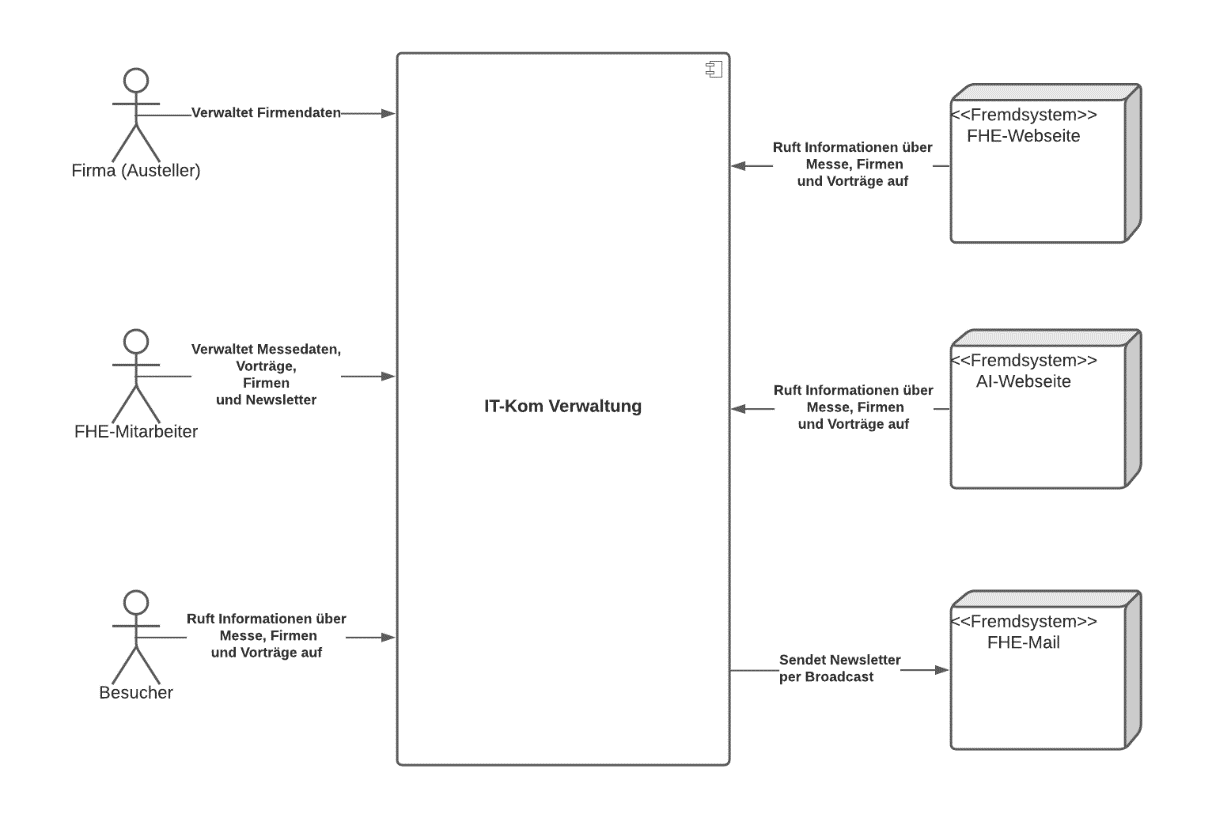 Verwaltet Firmendaten
Firma (Austeller)
Verwaltet Messedaten,
Vorträge,
Firmen
und Newsletter
FHE-Mitarbeiter
Ruft Informationen über
Messe, Firmen
und Vorträge auf
Besucher
IT-Kom Verwaltung
<<Fremdsystem>>
FHE-Webseite
Ruft Informationen über
Messe, Firmen
und Vorträge auf
<<Fremdsystem>>
AI-Webseite
Ruft Informationen über
Messe, Firmen
und Vorträge auf
<<Fremdsystem>>
FHE-Mail
Sendet Newsletter
per Broadcast